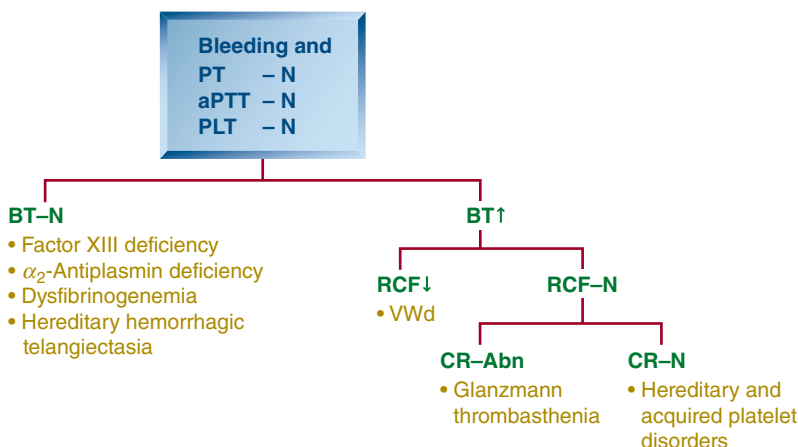 Bleeding and
PT – N
aPTT – N
PLT – N
BT–N
• Factor XIII deficiency
• α₂-Antiplasmin deficiency
• Dysfibrinogenemia
• Hereditary hemorrhagic
telangiectasia
BT↑
RCF↓
• VWd
RCF–N
CR–Abn
• Glanzmann
thrombasthenia
CR–N
• Hereditary and
acquired platelet
disorders